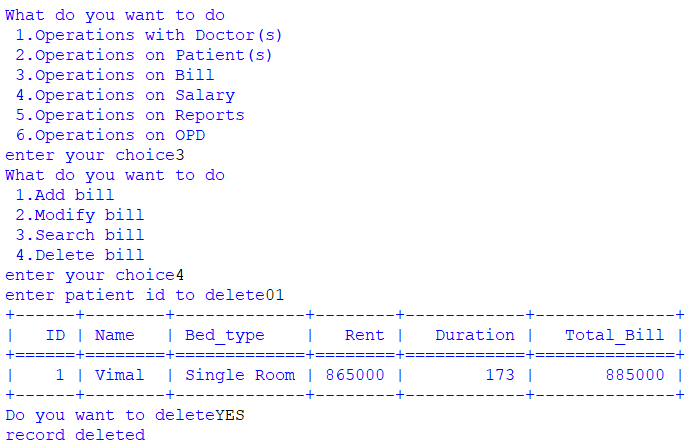 What do you want to do
 1.Operations with Doctor(s)
 2.Operations on Patient(s)
 3.Operations on Bill
 4.Operations on Salary
 5.Operations on Reports
 6.Operations on OPD
enter your choice3
What do you want to do
 1.Add bill
 2.Modify bill
 3.Search bill
 4.Delete bill
enter your choice4
enter patient id to delete01
+------+--------+-------------+--------+------------+--------------+
|   ID | Name   | Bed_type    |   Rent |   Duration |   Total_Bill |
+======+========+=============+========+============+==============+
|    1 | Vimal  | Single Room | 865000 |        173 |       885000 |
+------+--------+-------------+--------+------------+--------------+
Do you want to deleteYES
record deleted